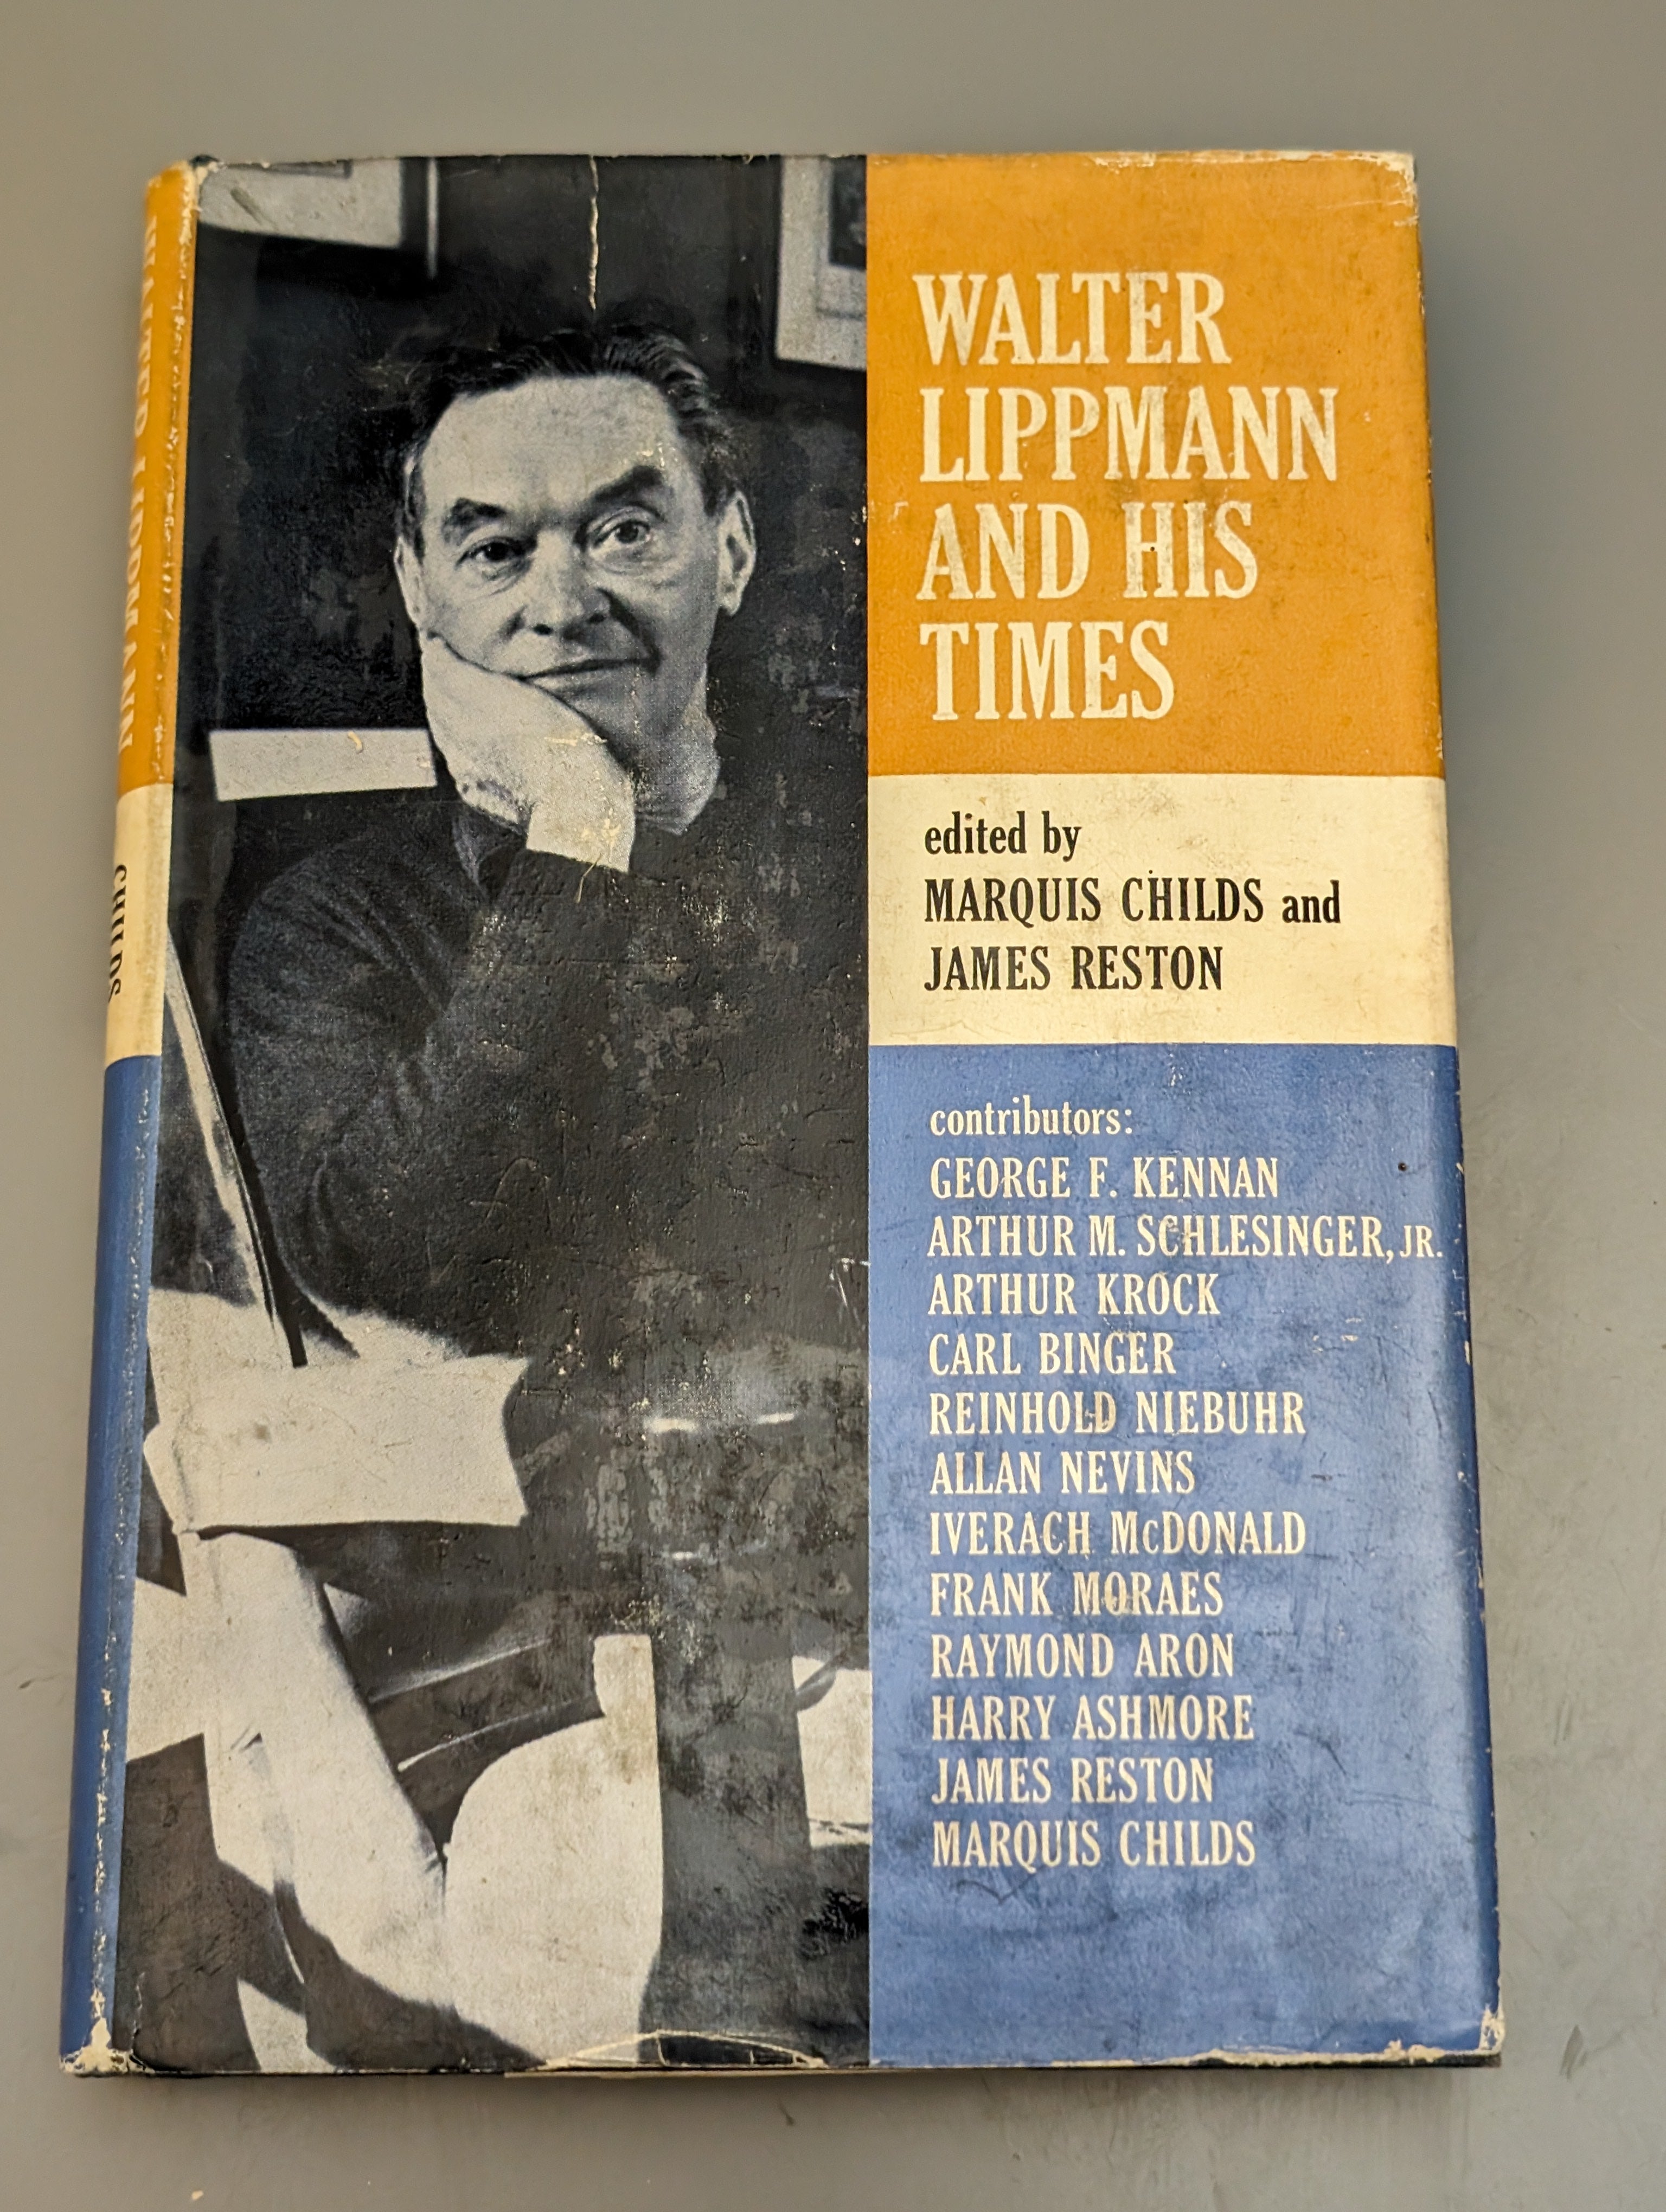 WALTER LIPPMANN
CHILDS
WALTER
LIPPMANN
AND HIS
TIMES
edited by
MARQUIS CHILDS and
JAMES RESTON
contributors:
GEORGE F. KENNAN
ARTHUR M. SCHLESINGER, JR.
ARTHUR KROCK
CARL BINGER
REINHOLD NIEBUHR
ALLAN NEVINS
IVERACH McDONALD
FRANK MORAES
RAYMOND ARON
HARRY ASHMORE
JAMES RESTON
MARQUIS CHILDS